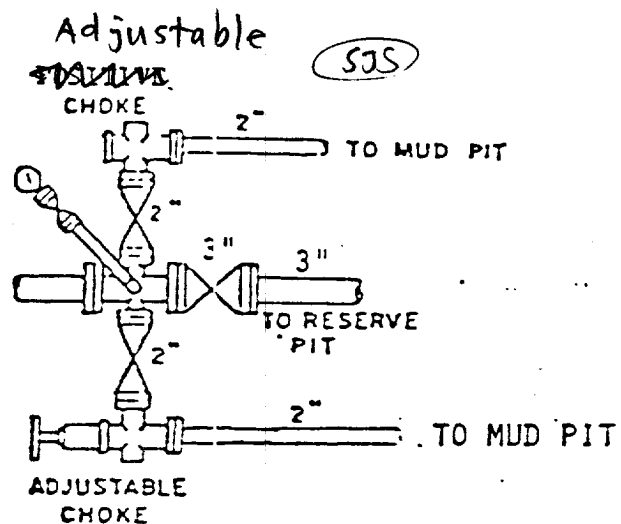 Adjustable
SJS
CHOKE
2"
TO MUD PIT
2"
3"
3"
TO RESERVE
PIT
2"
2"
TO MUD PIT
ADJUSTABLE
CHOKE